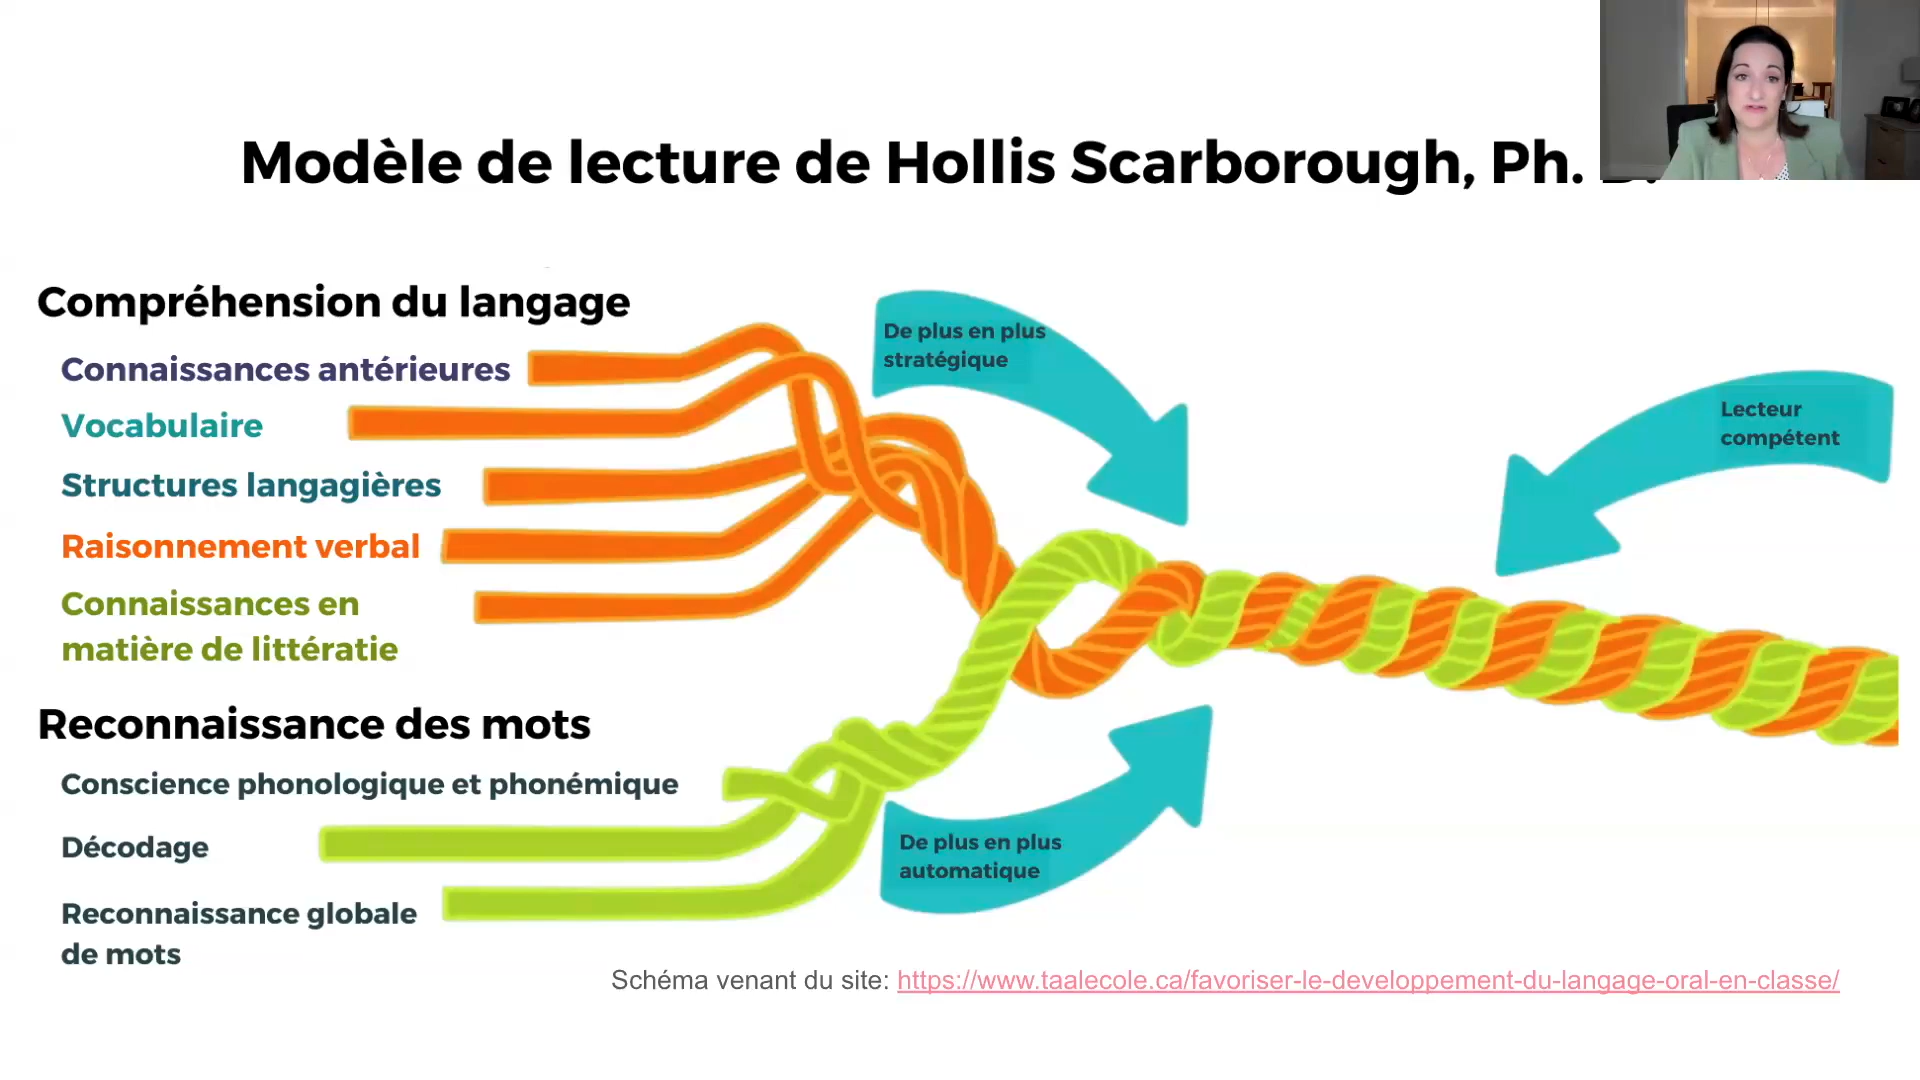 Modèle de lecture de Hollis Scarborough, Ph.
Compréhension du langage
Connaissances antérieures
Vocabulaire
Structures langagières
Raisonnement verbal
Connaissances en
matière de littératie
Reconnaissance des mots
Conscience phonologique et phonémique
Décodage
Reconnaissance globale
de mots
De plus en plus
stratégique
Lecteur
compétent
De plus en plus
automatique
Schéma venant du site: https://www.taalecole.ca/favoriser-le-developpement-du-langage-oral-en-classe/